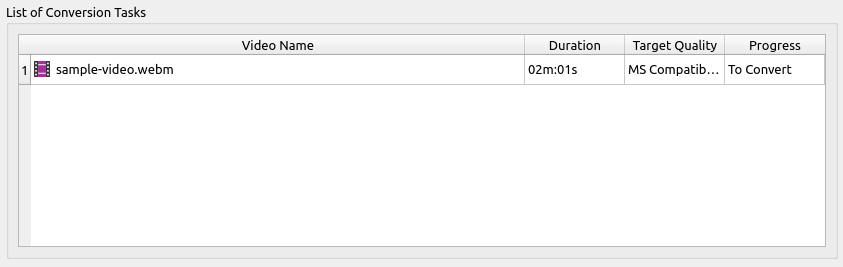 List of Conversion Tasks
Video Name Duration Target Quality Progress
1 sample-video.webm 02m:01s MS Compatib... To Convert